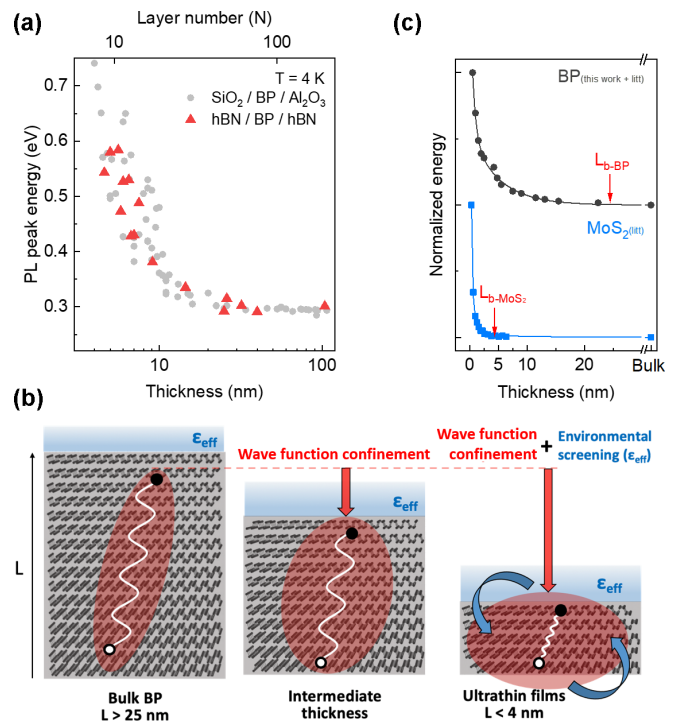 (a)
Layer number (N)
10
100
0.7
0.6
0.5
0.4
0.3
PL peak energy (eV)
T = 4 K
SiO2 / BP / Al2O3
hBN / BP / hBN
10
100
Thickness (nm)
(c)
Normalized energy
BP(this work + litt)
Lb-BP
MoS2(litt)
Lb-MoS2
0
5
10
20
Bulk
Thickness (nm)
(b)
εeff
L
Bulk BP
L > 25 nm
Wave function confinement
εeff
Intermediate
thickness
Wave function
confinement
+
Environmental
screening (εeff)
εeff
Ultrathin films
L < 4 nm